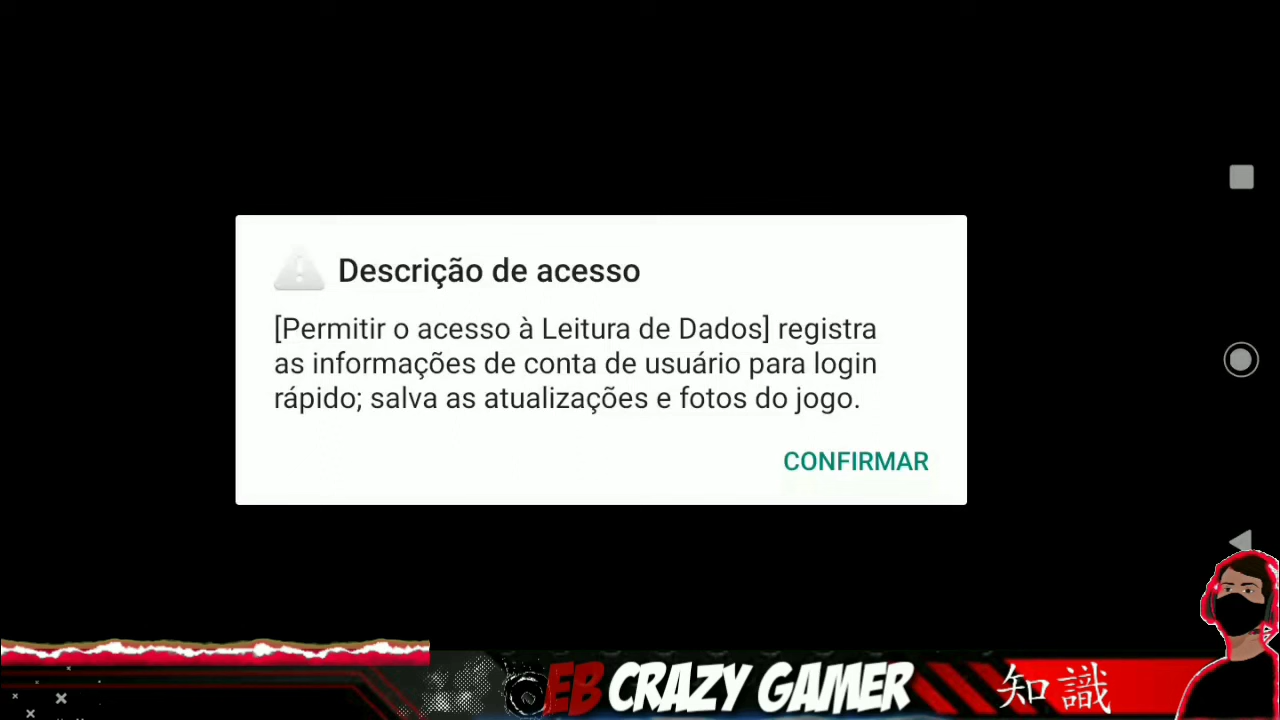 Descrição de acesso
[Permitir o acesso à Leitura de Dados] registra
as informações de conta de usuário para login
rápido; salva as atualizações e fotos do jogo.
CONFIRMAR
EB CRAZY GAMER 知識